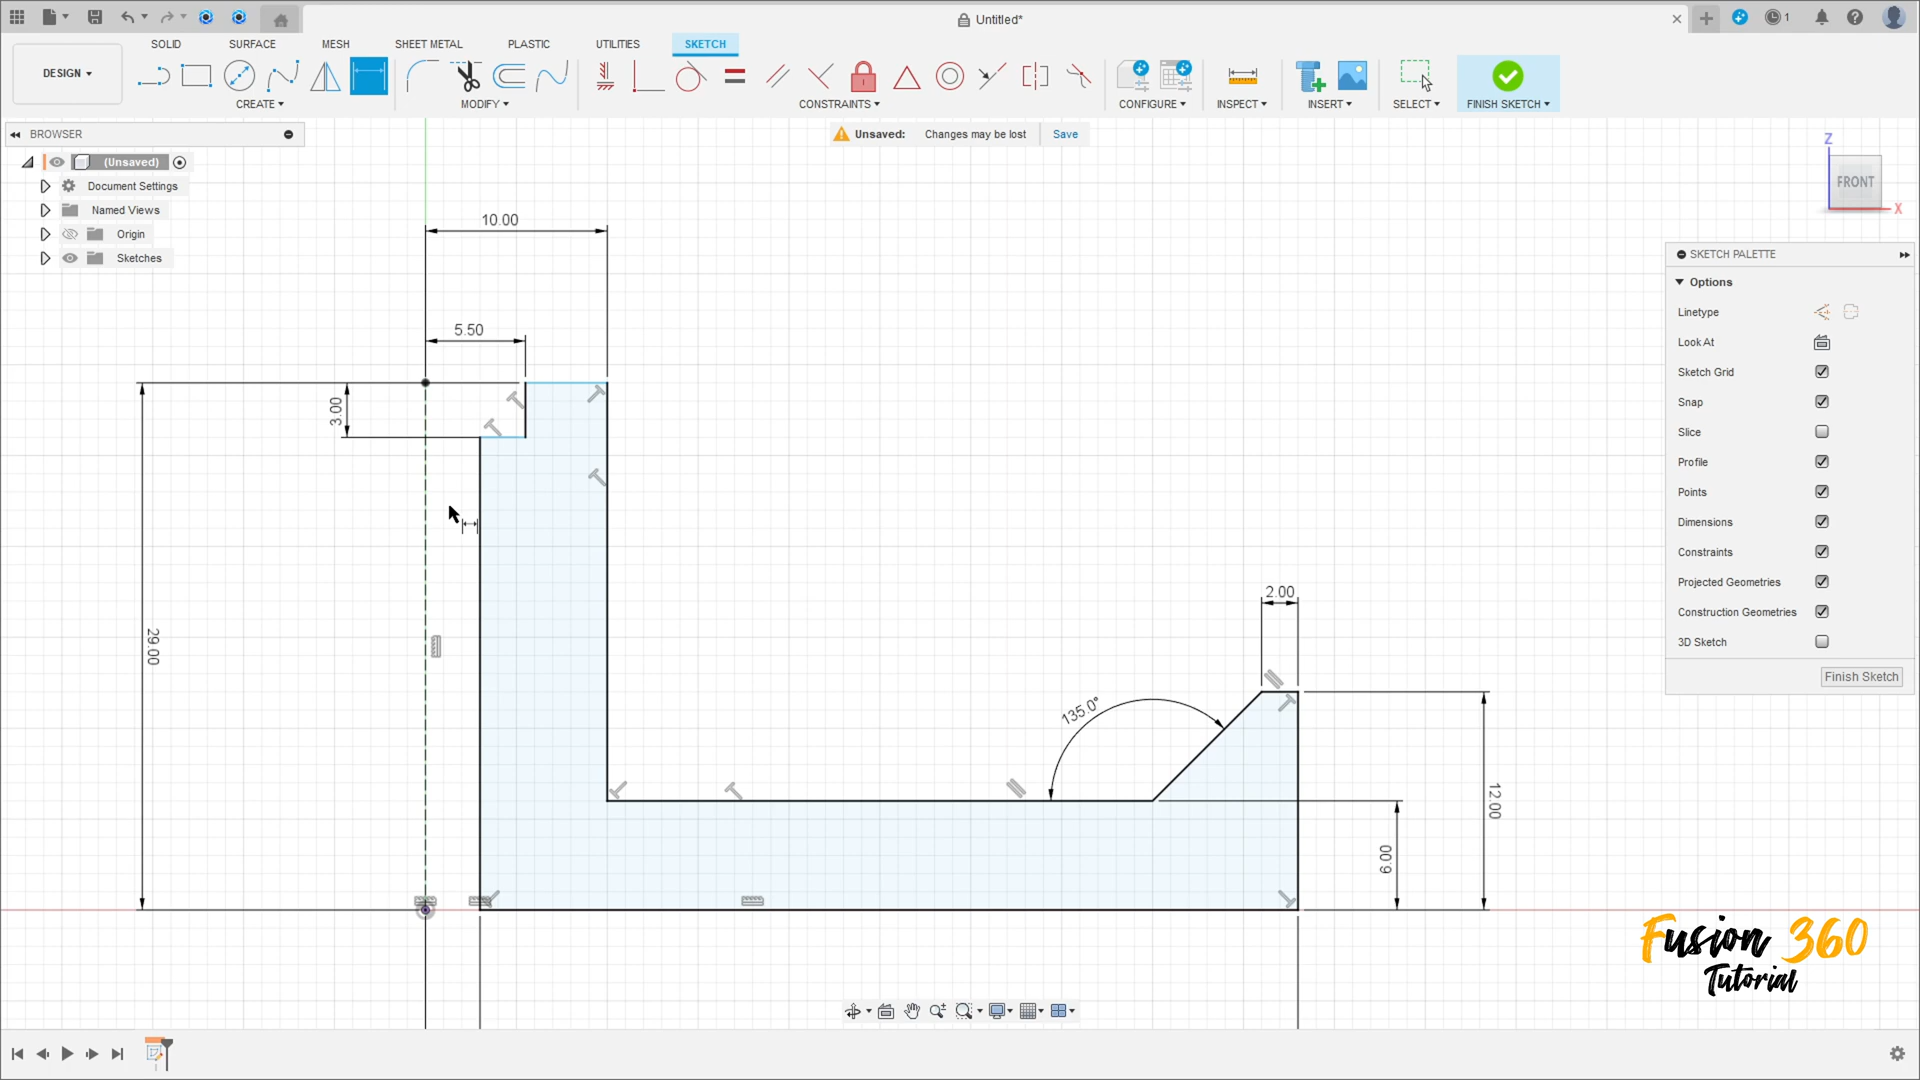 Untitled*
1
SOLID SURFACE MESH SHEET METAL PLASTIC UTILITIES SKETCH
DESIGN
CREATE MODIFY CONSTRAINTS CONFIGURE INSPECT INSERT SELECT FINISH SKETCH
BROWSER
Unsaved: Changes may be lost Save
(Unsaved)
Document Settings
Named Views
Origin
Sketches
Z
FRONT
X
SKETCH PALETTE
Options
Linetype
Look At
Sketch Grid
Snap
Slice
Profile
Points
Dimensions
Constraints
Projected Geometries
Construction Geometries
3D Sketch
Finish Sketch
10.00
5.50
3.00
29.00
2.00
135.0°
12.00
6.00
Fusion 360
Tutorial